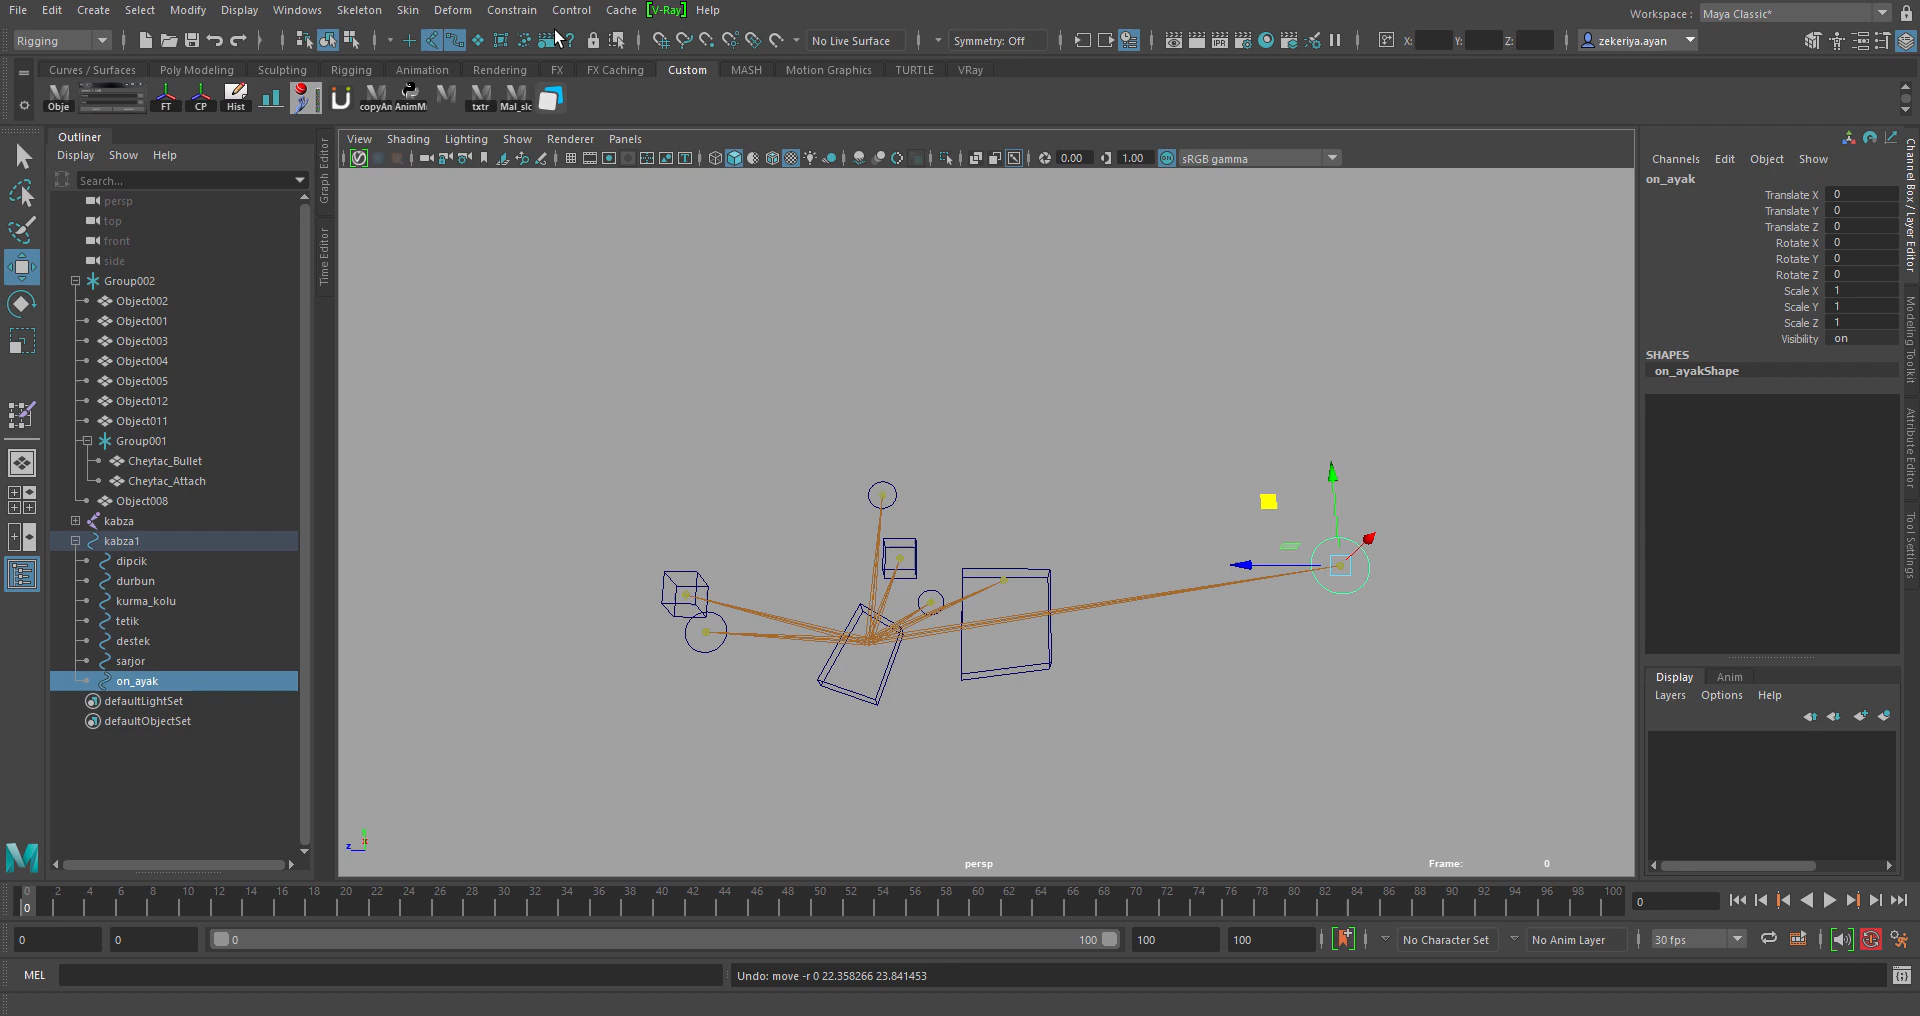 File Edit Create Select Modify Display Windows Skeleton Skin Deform Constrain Control Cache [V-Ray] Help
Workspace : Maya Classic*
Rigging No Live Surface Symmetry: Off X: Y: Z: zekeriya.ayan
Curves / Surfaces Poly Modeling Sculpting Rigging Animation Rendering FX FX Caching Custom MASH Motion Graphics TURTLE XGen VRay
Obje FT CP Hist copyAn AnimM txtr Mal_slc
Outliner
Display Show Help
Search...
persp
top
front
side
Group002
Object002
Object001
Object003
Object004
Object005
Object012
Object011
Group001
Cheytac_Bullet
Cheytac_Attach
Object008
kabza
kabza1
dipcik
durbun
kurma_kolu
tetik
destek
sarjor
on_ayak
defaultLightSet
defaultObjectSet
Graph Editor
Time Editor
View Shading Lighting Show Renderer Panels
0.00 1.00 sRGB gamma
z
persp
Frame: 0
Channels Edit Object Show
on_ayak
Translate X 0
Translate Y 0
Translate Z 0
Rotate X 0
Rotate Y 0
Rotate Z 0
Scale X 1
Scale Y 1
Scale Z 1
Visibility on
SHAPES
on_ayakShape
Display Anim
Layers Options Help
Channel Box / Layer Editor
Modeling Toolkit
Attribute Editor
Tool Settings
0 2 4 6 8 10 12 14 16 18 20 22 24 26 28 30 32 34 36 38 40 42 44 46 48 50 52 54 56 58 60 62 64 66 68 70 72 74 76 78 80 82 84 86 88 90 92 94 96 98 100
0 0
0 0 0 100 100 100 No Character Set No Anim Layer 30 fps
MEL Undo: move -r 0 22.358266 23.841453